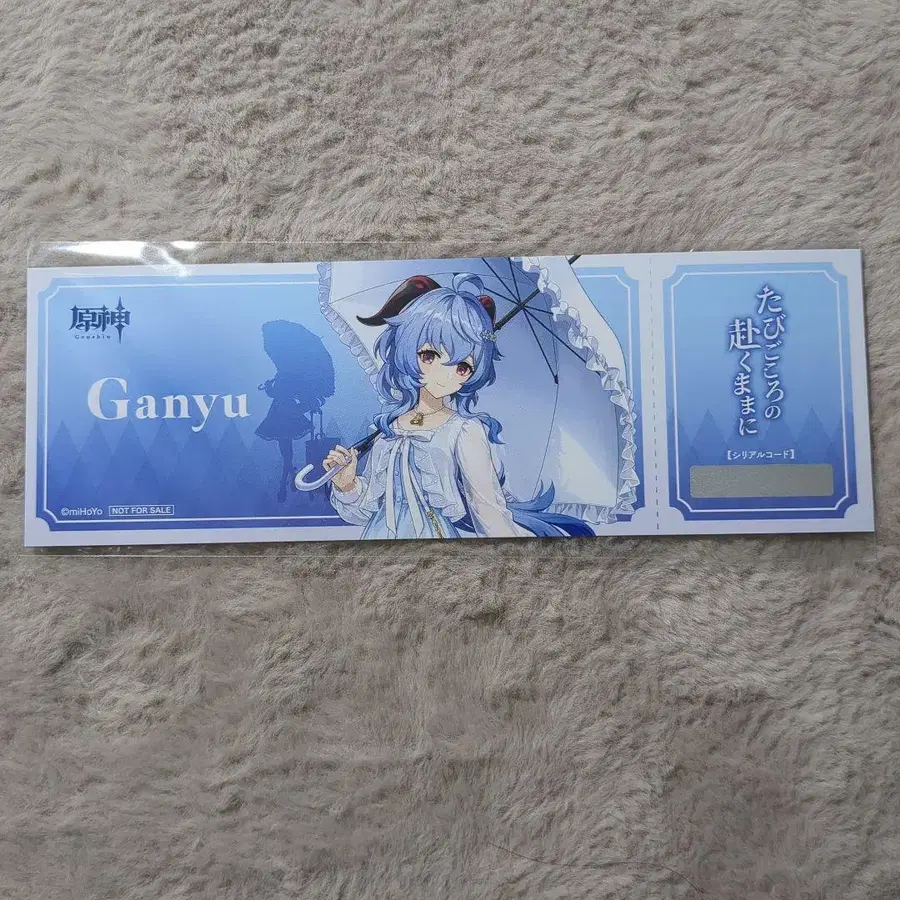 原神
Genshin
Ganyu
©miHoYo NOT FOR SALE
たびごころの
赴くままに
【シリアルコード】